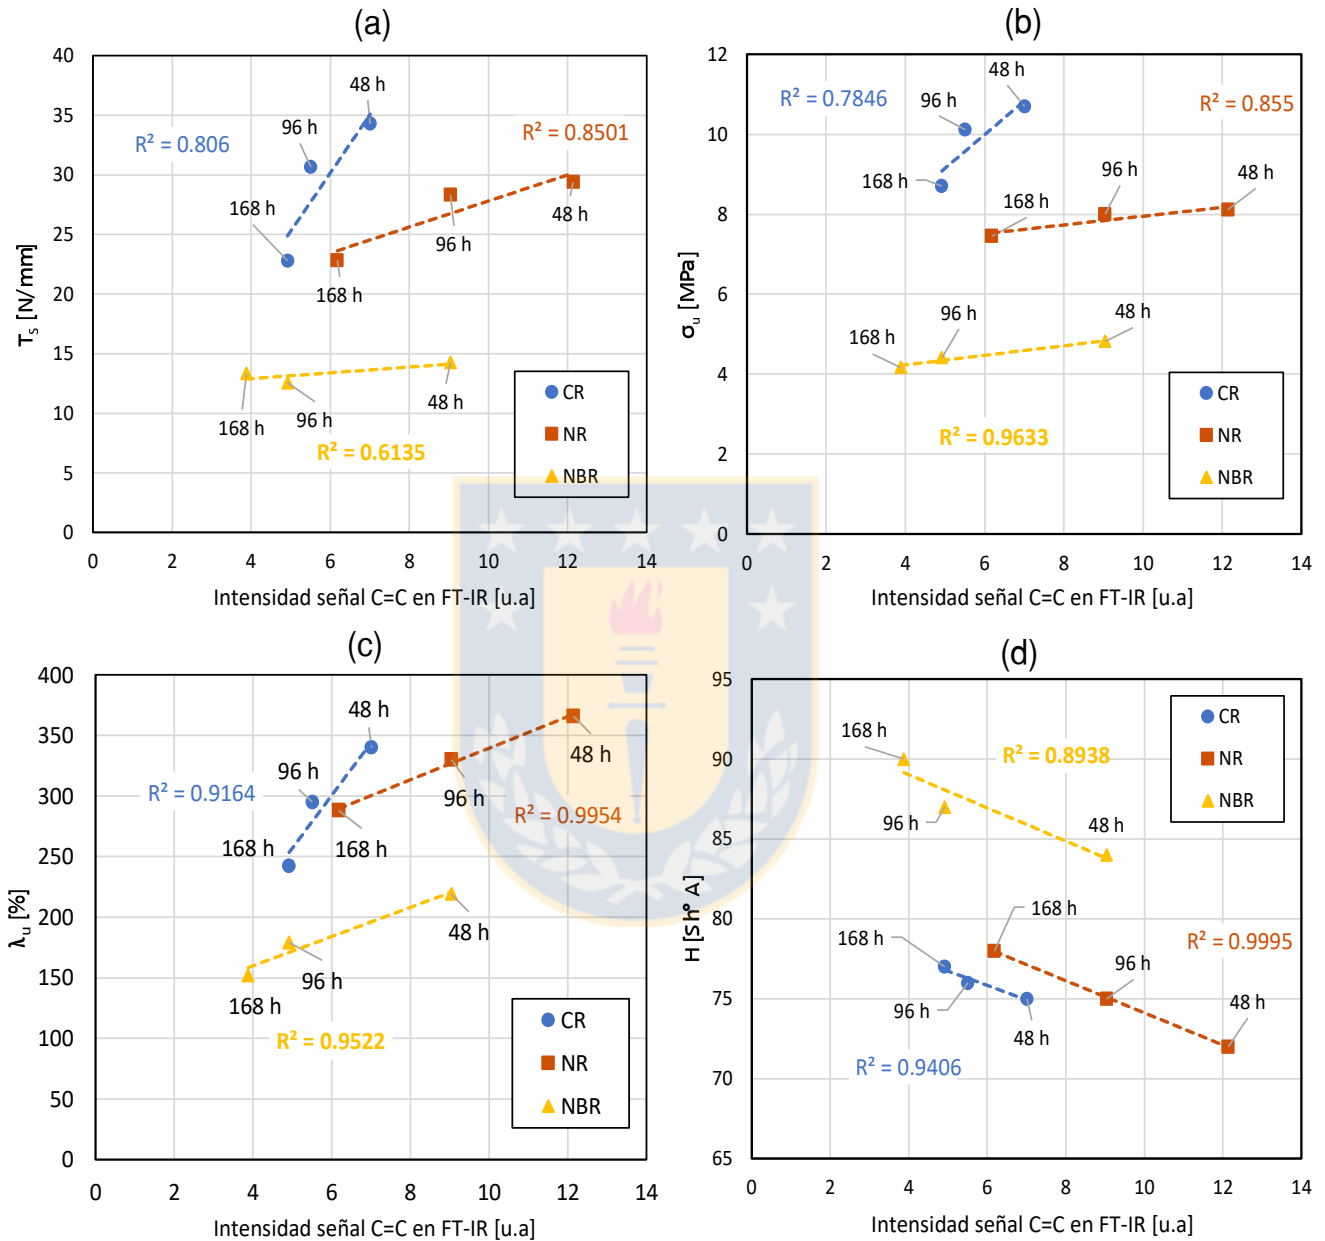 (a)
40
35
30
25
20
15
10
5
0
0 2 4 6 8 10 12 14
T_s [N/mm]
Intensidad señal C=C en FT-IR [u.a]
48 h
96 h
168 h
R² = 0.806
R² = 0.8501
168 h
96 h
48 h
168 h
96 h
48 h
R² = 0.6135
CR
NR
NBR
(b)
12
10
8
6
4
2
0
0 2 4 6 8 10 12 14
σ_u [MPa]
Intensidad señal C=C en FT-IR [u.a]
48 h
96 h
168 h
R² = 0.7846
R² = 0.855
168 h
96 h
48 h
168 h
96 h
48 h
R² = 0.9633
CR
NR
NBR
(c)
400
350
300
250
200
150
100
50
0
0 2 4 6 8 10 12 14
λ_u [%]
Intensidad señal C=C en FT-IR [u.a]
48 h
96 h
168 h
R² = 0.9164
168 h
96 h
48 h
R² = 0.9954
168 h
96 h
48 h
R² = 0.9522
CR
NR
NBR
(d)
95
90
85
80
75
70
65
0 2 4 6 8 10 12 14
H [Sh° A]
Intensidad señal C=C en FT-IR [u.a]
CR
NR
NBR
168 h
96 h
48 h
R² = 0.8938
168 h
96 h
48 h
R² = 0.9995
168 h
96 h
48 h
R² = 0.9406